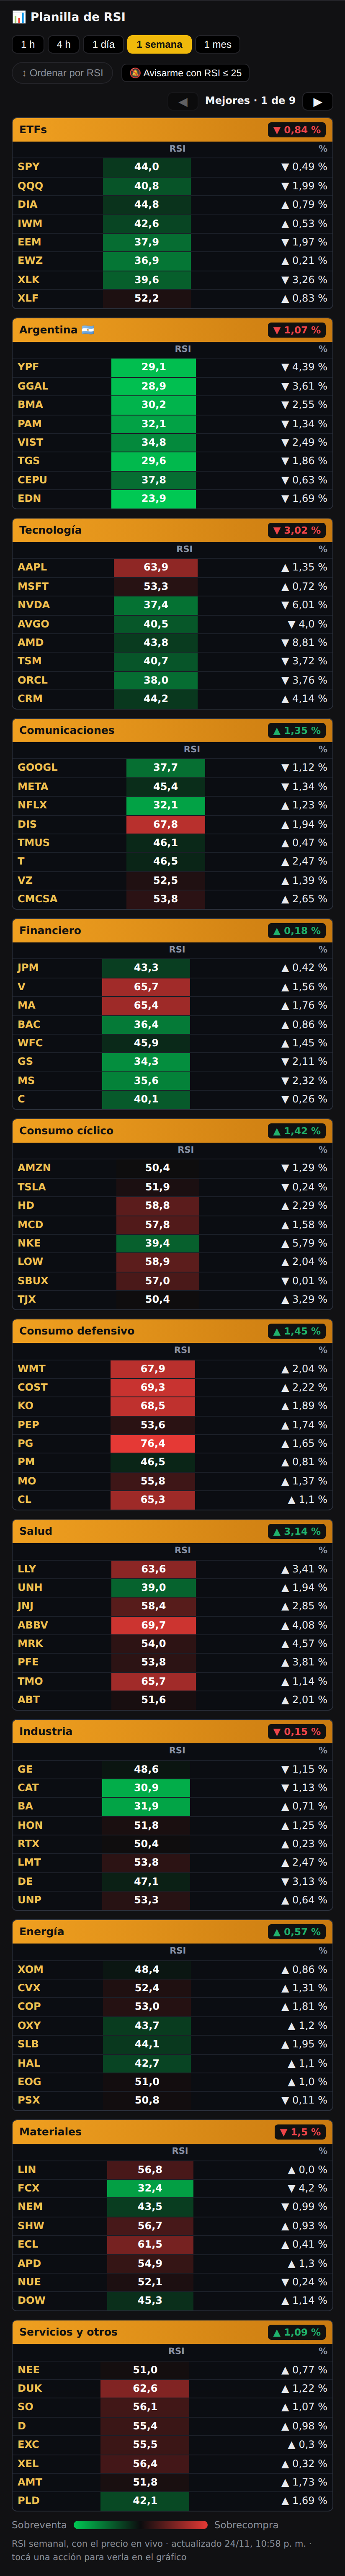 📊 Planilla de RSI
1 h 4 h 1 día 1 semana 1 mes
↕ Ordenar por RSI 🔕 Avisarme con RSI ≤ 25
◀ Mejores · 1 de 9 ▶
ETFs ▼ 0,84 %
RSI %
SPY 44,0 ▼ 0,49 %
QQQ 40,8 ▼ 1,99 %
DIA 44,8 ▲ 0,79 %
IWM 42,6 ▲ 0,53 %
EEM 37,9 ▼ 1,97 %
EWZ 36,9 ▲ 0,21 %
XLK 39,6 ▼ 3,26 %
XLF 52,2 ▲ 0,83 %
Argentina 🇦🇷 ▼ 1,07 %
RSI %
YPF 29,1 ▼ 4,39 %
GGAL 28,9 ▼ 3,61 %
BMA 30,2 ▼ 2,55 %
PAM 32,1 ▼ 1,34 %
VIST 34,8 ▼ 2,49 %
TGS 29,6 ▼ 1,86 %
CEPU 37,8 ▼ 0,63 %
EDN 23,9 ▼ 1,69 %
Tecnología ▼ 3,02 %
RSI %
AAPL 63,9 ▲ 1,35 %
MSFT 53,3 ▲ 0,72 %
NVDA 37,4 ▼ 6,01 %
AVGO 40,5 ▼ 4,0 %
AMD 43,8 ▼ 8,81 %
TSM 40,7 ▼ 3,72 %
ORCL 38,0 ▼ 3,76 %
CRM 44,2 ▲ 4,14 %
Comunicaciones ▲ 1,35 %
RSI %
GOOGL 37,7 ▼ 1,12 %
META 45,4 ▼ 1,34 %
NFLX 32,1 ▲ 1,23 %
DIS 67,8 ▲ 1,94 %
TMUS 46,1 ▲ 0,47 %
T 46,5 ▲ 2,47 %
VZ 52,5 ▲ 1,39 %
CMCSA 53,8 ▲ 2,65 %
Financiero ▲ 0,18 %
RSI %
JPM 43,3 ▲ 0,42 %
V 65,7 ▲ 1,56 %
MA 65,4 ▲ 1,76 %
BAC 36,4 ▲ 0,86 %
WFC 45,9 ▲ 1,45 %
GS 34,3 ▼ 2,11 %
MS 35,6 ▼ 2,32 %
C 40,1 ▼ 0,26 %
Consumo cíclico ▲ 1,42 %
RSI %
AMZN 50,4 ▼ 1,29 %
TSLA 51,9 ▼ 0,24 %
HD 58,8 ▲ 2,29 %
MCD 57,8 ▲ 1,58 %
NKE 39,4 ▲ 5,79 %
LOW 58,9 ▲ 2,04 %
SBUX 57,0 ▼ 0,01 %
TJX 50,4 ▲ 3,29 %
Consumo defensivo ▲ 1,45 %
RSI %
WMT 67,9 ▲ 2,04 %
COST 69,3 ▲ 2,22 %
KO 68,5 ▲ 1,89 %
PEP 53,6 ▲ 1,74 %
PG 76,4 ▲ 1,65 %
PM 46,5 ▲ 0,81 %
MO 55,8 ▲ 1,37 %
CL 65,3 ▲ 1,1 %
Salud ▲ 3,14 %
RSI %
LLY 63,6 ▲ 3,41 %
UNH 39,0 ▲ 1,94 %
JNJ 58,4 ▲ 2,85 %
ABBV 69,7 ▲ 4,08 %
MRK 54,0 ▲ 4,57 %
PFE 53,8 ▲ 3,81 %
TMO 65,7 ▲ 1,14 %
ABT 51,6 ▲ 2,01 %
Industria ▼ 0,15 %
RSI %
GE 48,6 ▼ 1,15 %
CAT 30,9 ▼ 1,13 %
BA 31,9 ▲ 0,71 %
HON 51,8 ▲ 1,25 %
RTX 50,4 ▲ 0,23 %
LMT 53,8 ▲ 2,47 %
DE 47,1 ▼ 3,13 %
UNP 53,3 ▲ 0,64 %
Energía ▲ 0,57 %
RSI %
XOM 48,4 ▲ 0,86 %
CVX 52,4 ▲ 1,31 %
COP 53,0 ▲ 1,81 %
OXY 43,7 ▲ 1,2 %
SLB 44,1 ▲ 1,95 %
HAL 42,7 ▲ 1,1 %
EOG 51,0 ▲ 1,0 %
PSX 50,8 ▼ 0,11 %
Materiales ▼ 1,5 %
RSI %
LIN 56,8 ▲ 0,0 %
FCX 32,4 ▼ 4,2 %
NEM 43,5 ▼ 0,99 %
SHW 56,7 ▲ 0,93 %
ECL 61,5 ▲ 0,41 %
APD 54,9 ▲ 1,3 %
NUE 52,1 ▼ 0,24 %
DOW 45,3 ▲ 1,14 %
Servicios y otros ▲ 1,09 %
RSI %
NEE 51,0 ▲ 0,77 %
DUK 62,6 ▲ 1,22 %
SO 56,1 ▲ 1,07 %
D 55,4 ▲ 0,98 %
EXC 55,5 ▲ 0,3 %
XEL 56,4 ▲ 0,32 %
AMT 51,8 ▲ 1,73 %
PLD 42,1 ▲ 1,69 %
Sobreventa Sobrecompra
RSI semanal, con el precio en vivo · actualizado 24/11, 10:58 p. m. ·
tocá una acción para verla en el gráfico